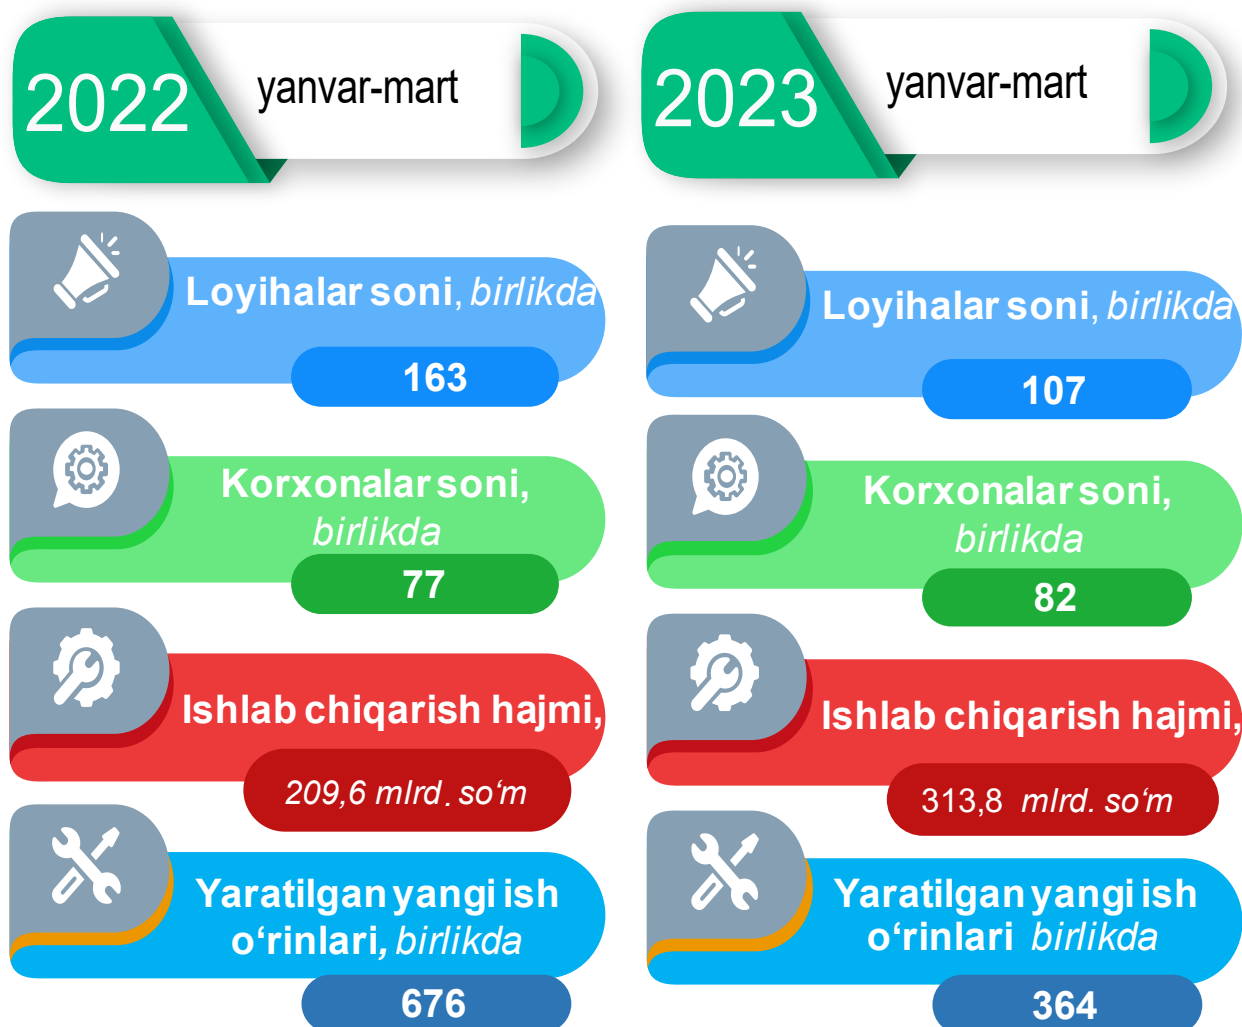 2022
yanvar-mart
Loyihalar soni, birlikda
163
Korxonalar soni,
birlikda
77
Ishlab chiqarish hajmi,
209,6 mlrd. so‘m
Yaratilgan yangi ish
o‘rinlari, birlikda
676
2023
yanvar-mart
Loyihalar soni, birlikda
107
Korxonalar soni,
birlikda
82
Ishlab chiqarish hajmi,
313,8 mlrd. so‘m
Yaratilgan yangi ish
o‘rinlari birlikda
364